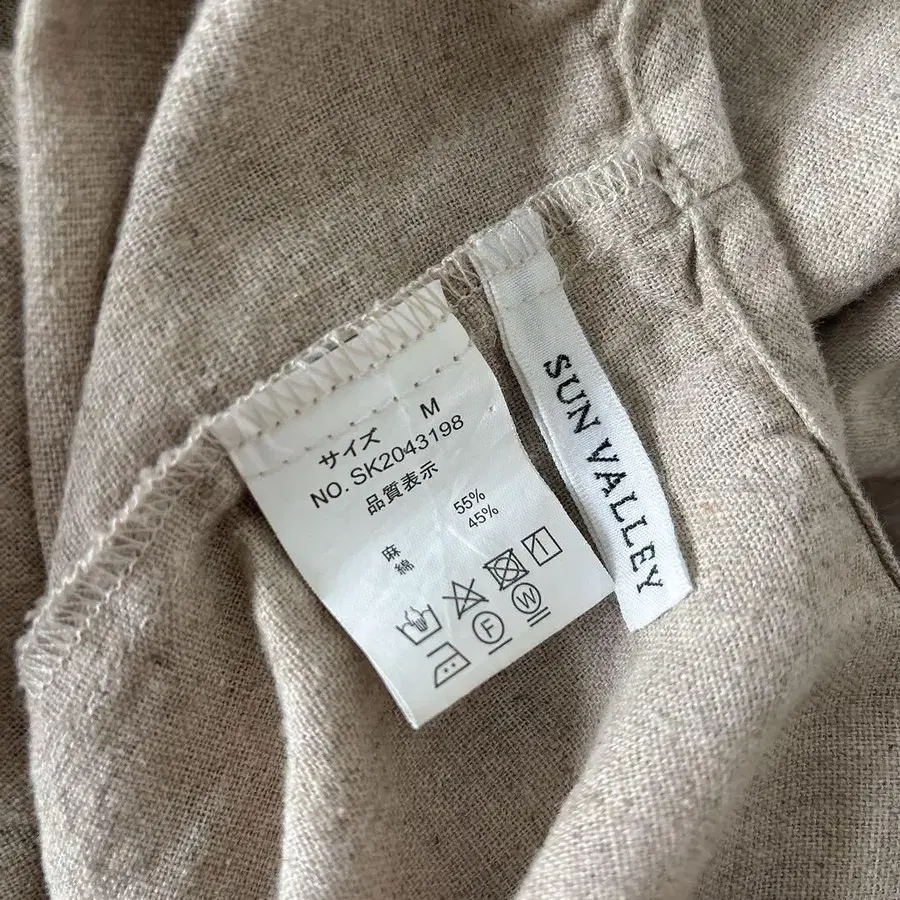 サイズ M
NO. SK2043198
品質表示
麻 55%
綿 45%
F
W
SUN VALLEY